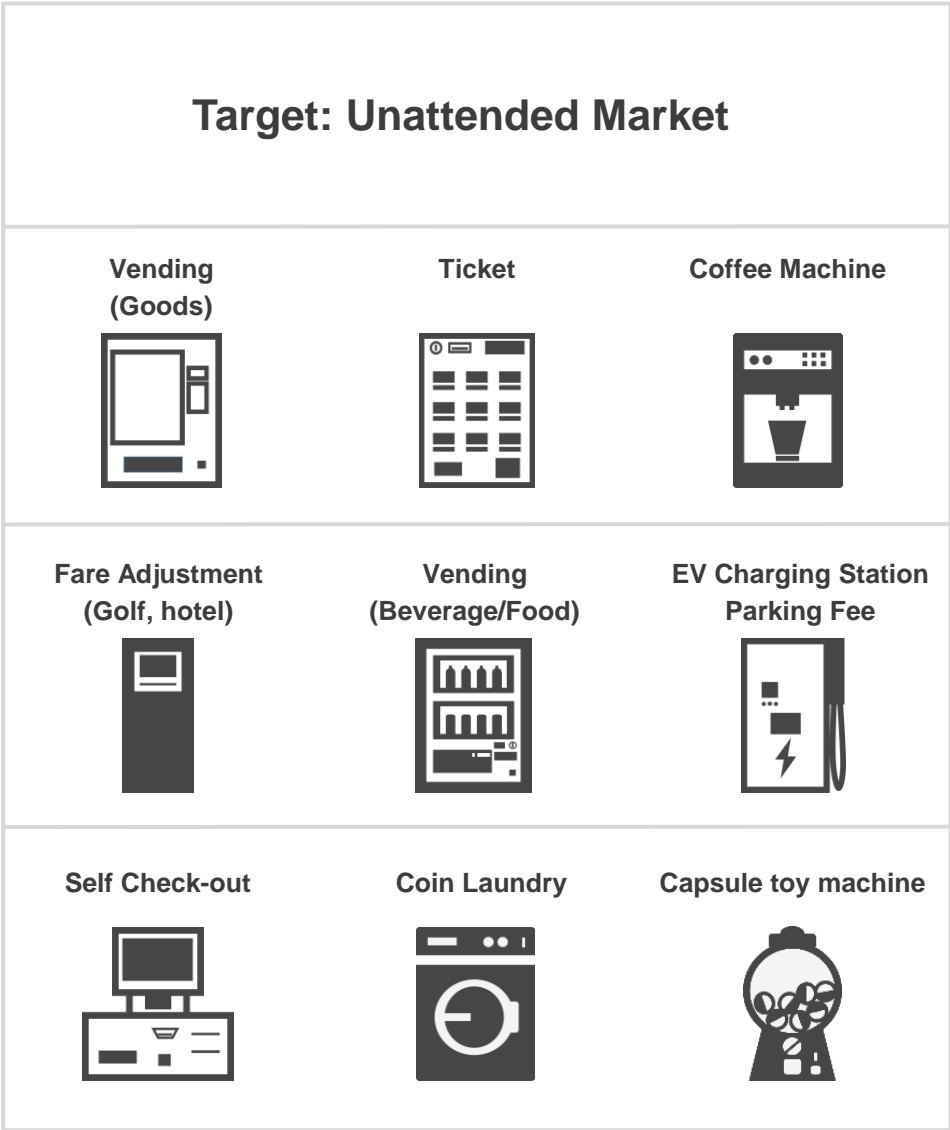 Target: Unattended Market
Vending
(Goods)
Ticket
Coffee Machine
Fare Adjustment
(Golf, hotel)
Vending
(Beverage/Food)
EV Charging Station
Parking Fee
Self Check-out
Coin Laundry
Capsule toy machine